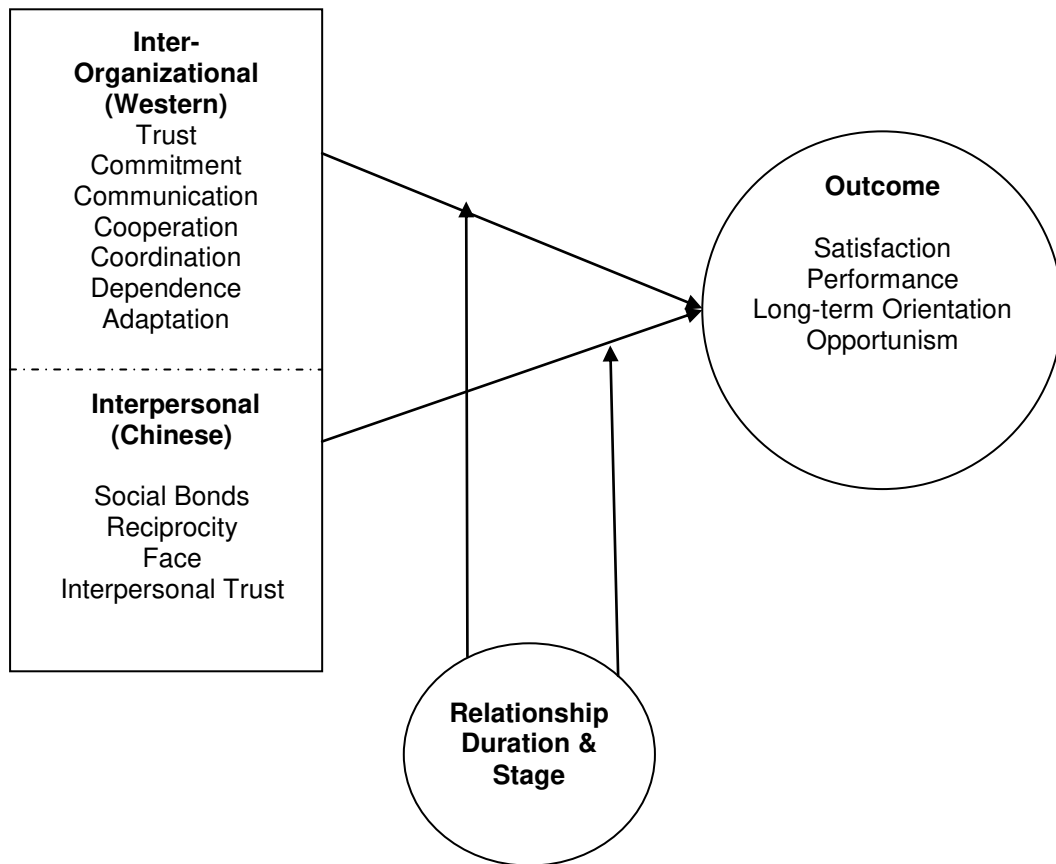 Inter-
Organizational
(Western)
Trust
Commitment
Communication
Cooperation
Coordination
Dependence
Adaptation
Interpersonal
(Chinese)
Social Bonds
Reciprocity
Face
Interpersonal Trust
Outcome
Satisfaction
Performance
Long-term Orientation
Opportunism
Relationship
Duration &
Stage